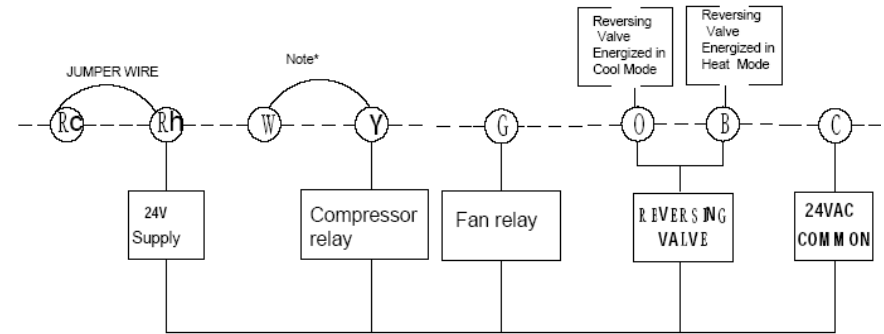 Reversing
Valve
Energized in
Cool Mode
Reversing
Valve
Energized in
Heat Mode
JUMPER WIRE
Note*
Rc
Rh
W
Y
G
O
B
C
24V
Supply
Compressor
relay
Fan relay
REVERSING
VALVE
24VAC
COMMON